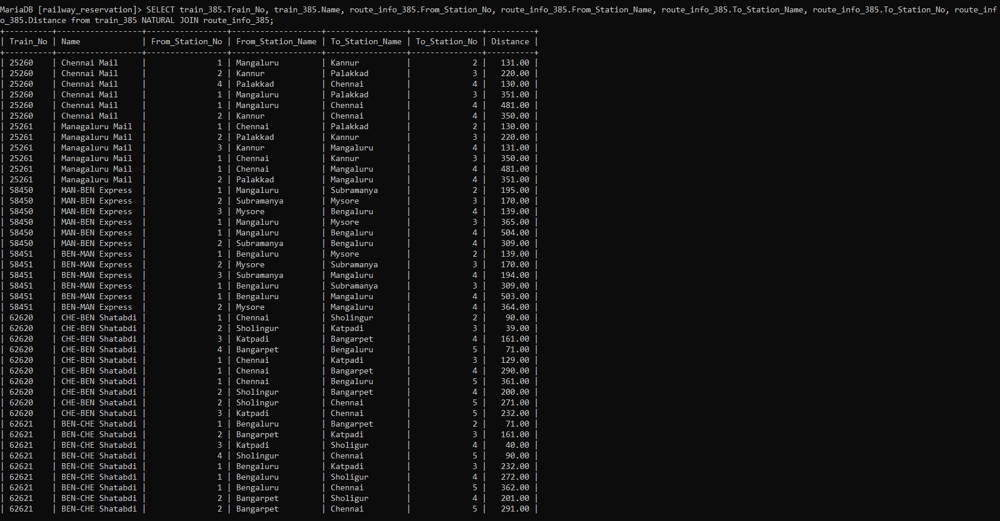 MariaDB [railway_reservation]> SELECT train_385.Train_No, train_385.Name, route_info_385.From_Station_No, route_info_385.From_Station_Name, route_info_385.To_Station_Name, route_info_385.To_Station_No, route_inf
o_385.Distance from train_385 NATURAL JOIN route_info_385;
+----------+------------------+-----------------+-------------------+-----------------+---------------+----------+
| Train_No | Name             | From_Station_No | From_Station_Name | To_Station_Name | To_Station_No | Distance |
+----------+------------------+-----------------+-------------------+-----------------+---------------+----------+
| 25260    | Chennai Mail     |               1 | Mangaluru         | Kannur          |             2 |   131.00 |
| 25260    | Chennai Mail     |               2 | Kannur            | Palakkad        |             3 |   220.00 |
| 25260    | Chennai Mail     |               4 | Palakkad          | Chennai         |             4 |   130.00 |
| 25260    | Chennai Mail     |               1 | Mangaluru         | Palakkad        |             3 |   351.00 |
| 25260    | Chennai Mail     |               1 | Mangaluru         | Chennai         |             4 |   481.00 |
| 25260    | Chennai Mail     |               2 | Kannur            | Chennai         |             4 |   350.00 |
| 25261    | Managaluru Mail  |               1 | Chennai           | Palakkad        |             2 |   130.00 |
| 25261    | Managaluru Mail  |               2 | Palakkad          | Kannur          |             3 |   220.00 |
| 25261    | Managaluru Mail  |               3 | Kannur            | Mangaluru       |             4 |   131.00 |
| 25261    | Managaluru Mail  |               1 | Chennai           | Kannur          |             3 |   350.00 |
| 25261    | Managaluru Mail  |               1 | Chennai           | Mangaluru       |             4 |   481.00 |
| 25261    | Managaluru Mail  |               2 | Palakkad          | Mangaluru       |             4 |   351.00 |
| 58450    | MAN-BEN Express  |               1 | Mangaluru         | Subramanya      |             2 |   195.00 |
| 58450    | MAN-BEN Express  |               2 | Subramanya        | Mysore          |             3 |   170.00 |
| 58450    | MAN-BEN Express  |               3 | Mysore            | Bengaluru       |             4 |   139.00 |
| 58450    | MAN-BEN Express  |               1 | Mangaluru         | Mysore          |             3 |   365.00 |
| 58450    | MAN-BEN Express  |               1 | Mangaluru         | Bengaluru       |             4 |   504.00 |
| 58450    | MAN-BEN Express  |               2 | Subramanya        | Bengaluru       |             4 |   309.00 |
| 58451    | BEN-MAN Express  |               1 | Bengaluru         | Mysore          |             2 |   139.00 |
| 58451    | BEN-MAN Express  |               2 | Mysore            | Subramanya      |             3 |   170.00 |
| 58451    | BEN-MAN Express  |               3 | Subramanya        | Mangaluru       |             4 |   194.00 |
| 58451    | BEN-MAN Express  |               1 | Bengaluru         | Subramanya      |             3 |   309.00 |
| 58451    | BEN-MAN Express  |               1 | Bengaluru         | Mangaluru       |             4 |   503.00 |
| 58451    | BEN-MAN Express  |               2 | Mysore            | Mangaluru       |             4 |   364.00 |
| 62620    | CHE-BEN Shatabdi |               1 | Chennai           | Sholingur       |             2 |    90.00 |
| 62620    | CHE-BEN Shatabdi |               2 | Sholingur         | Katpadi         |             3 |    39.00 |
| 62620    | CHE-BEN Shatabdi |               3 | Katpadi           | Bangarpet       |             4 |   161.00 |
| 62620    | CHE-BEN Shatabdi |               4 | Bangarpet         | Bengaluru       |             5 |    71.00 |
| 62620    | CHE-BEN Shatabdi |               1 | Chennai           | Katpadi         |             3 |   129.00 |
| 62620    | CHE-BEN Shatabdi |               1 | Chennai           | Bangarpet       |             4 |   290.00 |
| 62620    | CHE-BEN Shatabdi |               1 | Chennai           | Bengaluru       |             5 |   361.00 |
| 62620    | CHE-BEN Shatabdi |               2 | Sholingur         | Bangarpet       |             4 |   200.00 |
| 62620    | CHE-BEN Shatabdi |               2 | Sholingur         | Chennai         |             5 |   271.00 |
| 62620    | CHE-BEN Shatabdi |               3 | Katpadi           | Chennai         |             5 |   232.00 |
| 62621    | BEN-CHE Shatabdi |               1 | Bengaluru         | Bangarpet       |             2 |    71.00 |
| 62621    | BEN-CHE Shatabdi |               2 | Bangarpet         | Katpadi         |             3 |   161.00 |
| 62621    | BEN-CHE Shatabdi |               3 | Katpadi           | Sholigur        |             4 |    40.00 |
| 62621    | BEN-CHE Shatabdi |               4 | Sholingur         | Chennai         |             5 |    90.00 |
| 62621    | BEN-CHE Shatabdi |               1 | Bengaluru         | Katpadi         |             3 |   232.00 |
| 62621    | BEN-CHE Shatabdi |               1 | Bengaluru         | Sholigur        |             4 |   272.00 |
| 62621    | BEN-CHE Shatabdi |               1 | Bengaluru         | Chennai         |             5 |   362.00 |
| 62621    | BEN-CHE Shatabdi |               2 | Bangarpet         | Sholigur        |             4 |   201.00 |
| 62621    | BEN-CHE Shatabdi |               2 | Bangarpet         | Chennai         |             5 |   291.00 |